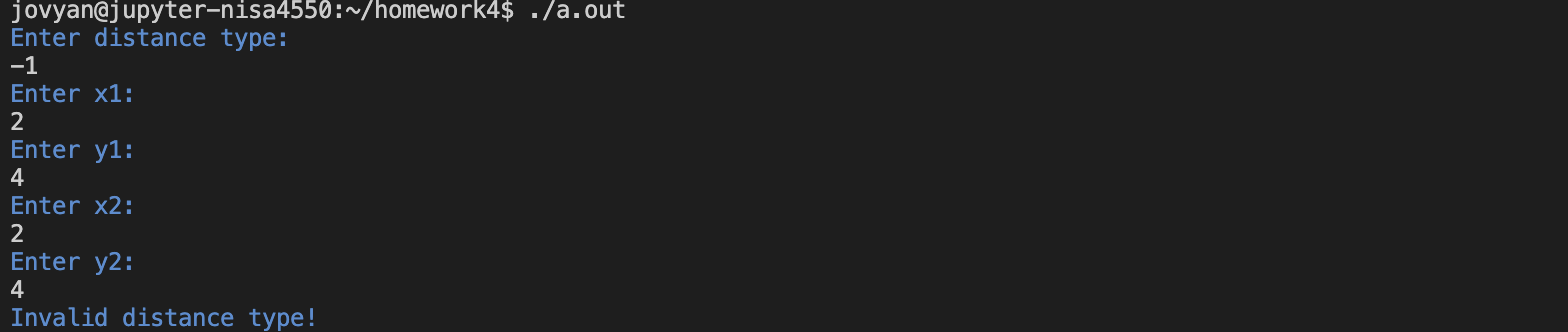 jovyan@jupyter-nisa4550:~/homework4$ ./a.out
Enter distance type:
-1
Enter x1:
2
Enter y1:
4
Enter x2:
2
Enter y2:
4
Invalid distance type!